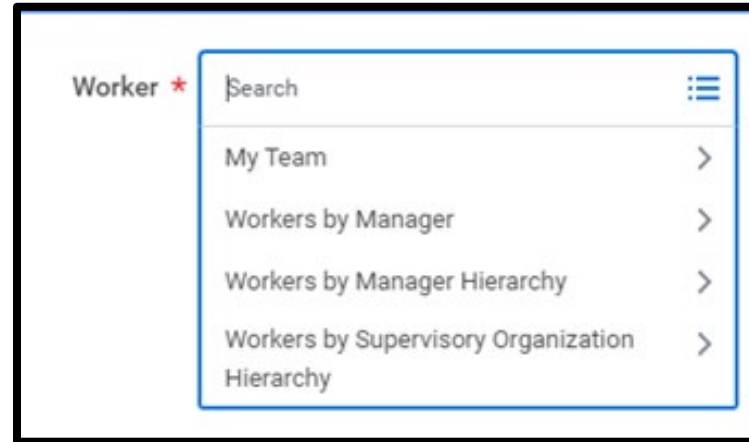 Worker *
Search
My Team
Workers by Manager
Workers by Manager Hierarchy
Workers by Supervisory Organization
Hierarchy